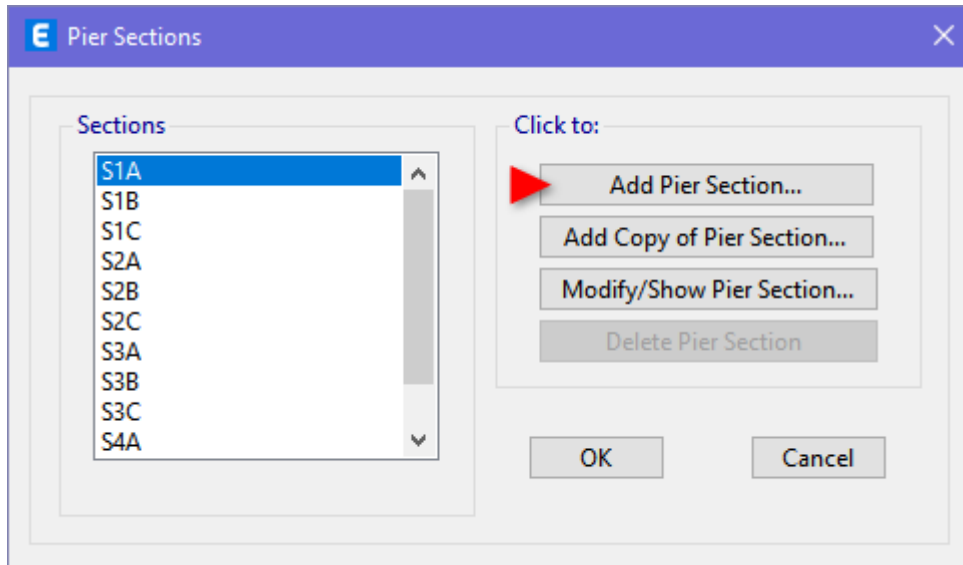 E Pier Sections
Sections
S1A
S1B
S1C
S2A
S2B
S2C
S3A
S3B
S3C
S4A
Click to:
Add Pier Section...
Add Copy of Pier Section...
Modify/Show Pier Section...
Delete Pier Section
OK
Cancel